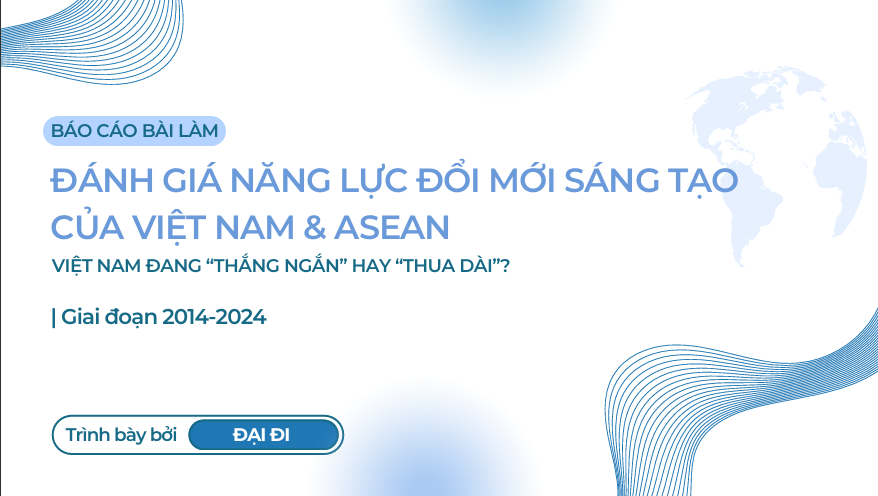 BÁO CÁO BÀI LÀM
ĐÁNH GIÁ NĂNG LỰC ĐỔI MỚI SÁNG TẠO
CỦA VIỆT NAM & ASEAN
VIỆT NAM ĐANG “THẮNG NGẮN” HAY “THUA DÀI”?
| Giai đoạn 2014-2024
Trình bày bởi ĐẠI ĐI